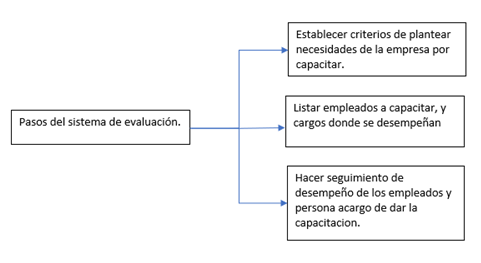 Establecer criterios de plantear
necesidades de la empresa por
capacitar.
Pasos del sistema de evaluación.
Listar empleados a capacitar, y
cargos donde se desempeñan
Hacer seguimiento de
desempeño de los empleados y
persona acargo de dar la
capacitacion.